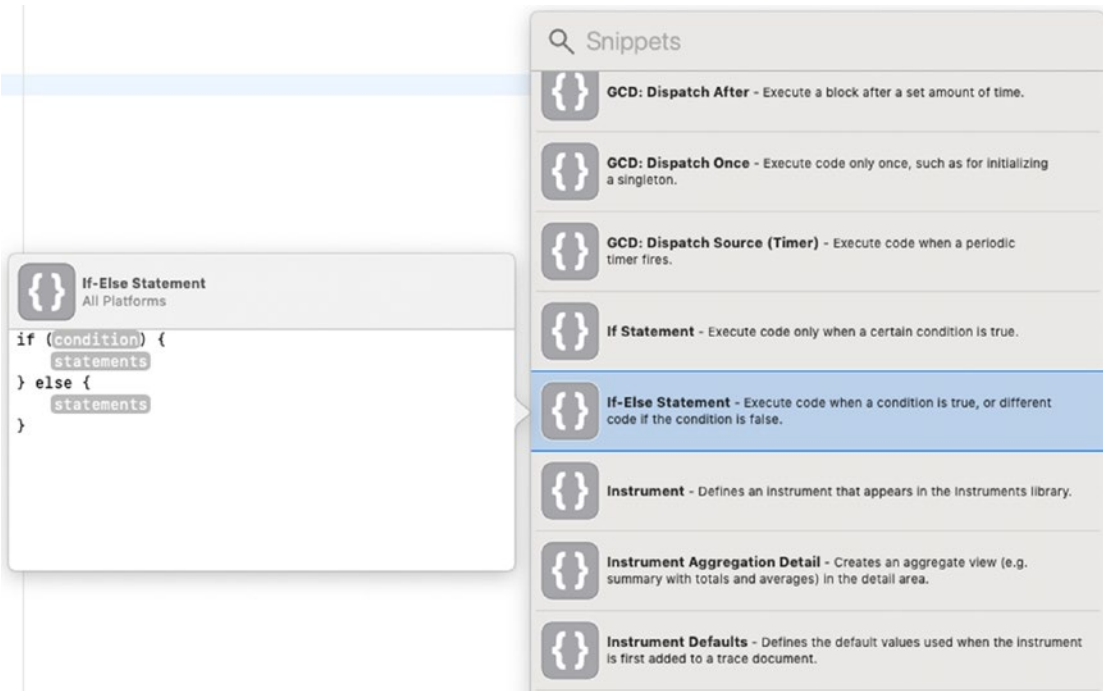 Snippets
{ } GCD: Dispatch After - Execute a block after a set amount of time.
{ } GCD: Dispatch Once - Execute code only once, such as for initializing
a singleton.
{ } GCD: Dispatch Source (Timer) - Execute code when a periodic
timer fires.
{ } If Statement - Execute code only when a certain condition is true.
{ } If-Else Statement - Execute code when a condition is true, or different
code if the condition is false.
{ } Instrument - Defines an instrument that appears in the Instruments library.
{ } Instrument Aggregation Detail - Creates an aggregate view (e.g.
summary with totals and averages) in the detail area.
{ } Instrument Defaults - Defines the default values used when the instrument
is first added to a trace document.
{ } If-Else Statement
All Platforms
if (condition) {
    statements
} else {
    statements
}